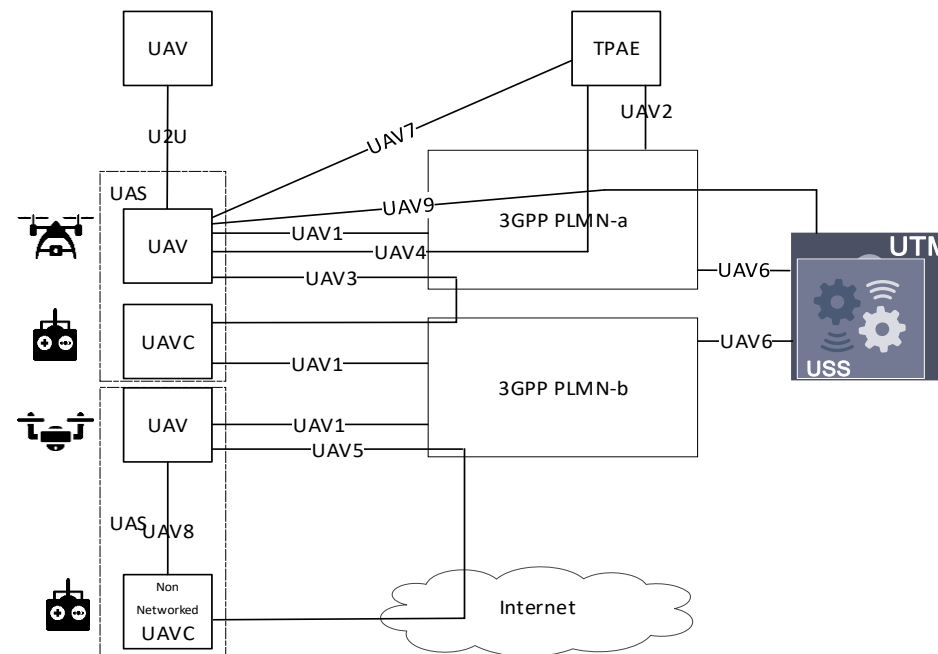 UAV
TPAE
U2U
UAV7
UAV2
UAS
UAV9
3GPP PLMN-a
UAV
UAV1
UAV4
UTM
UAV3
UAV6
UAVC
UAV1
UAV6
USS
3GPP PLMN-b
UAV
UAV1
UAV5
UAS
UAV8
Non
Networked
UAVC
Internet